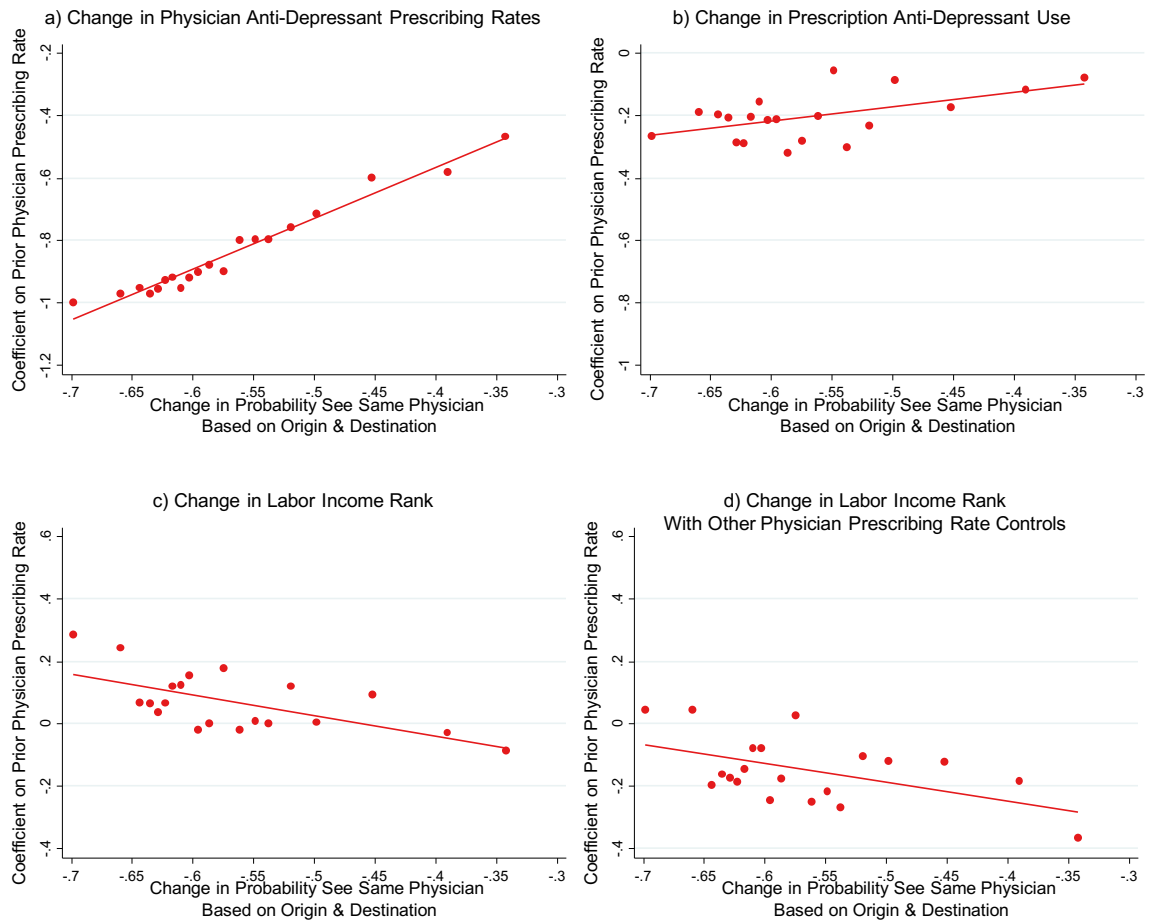 a) Change in Physician Anti-Depressant Prescribing Rates
Coefficient on Prior Physician Prescribing Rate
-.2
-.4
-.6
-.8
-1
-1.2
-.7 -.65 -.6 -.55 -.5 -.45 -.4 -.35 -.3
Change in Probability See Same Physician
Based on Origin & Destination
b) Change in Prescription Anti-Depressant Use
Coefficient on Prior Physician Prescribing Rate
0
-.2
-.4
-.6
-.8
-1
-.7 -.65 -.6 -.55 -.5 -.45 -.4 -.35 -.3
Change in Probability See Same Physician
Based on Origin & Destination
c) Change in Labor Income Rank
Coefficient on Prior Physician Prescribing Rate
.6
.4
.2
0
-.2
-.4
-.7 -.65 -.6 -.55 -.5 -.45 -.4 -.35 -.3
Change in Probability See Same Physician
Based on Origin & Destination
d) Change in Labor Income Rank
With Other Physician Prescribing Rate Controls
Coefficient on Prior Physician Prescribing Rate
.6
.4
.2
0
-.2
-.4
-.7 -.65 -.6 -.55 -.5 -.45 -.4 -.35 -.3
Change in Probability See Same Physician
Based on Origin & Destination